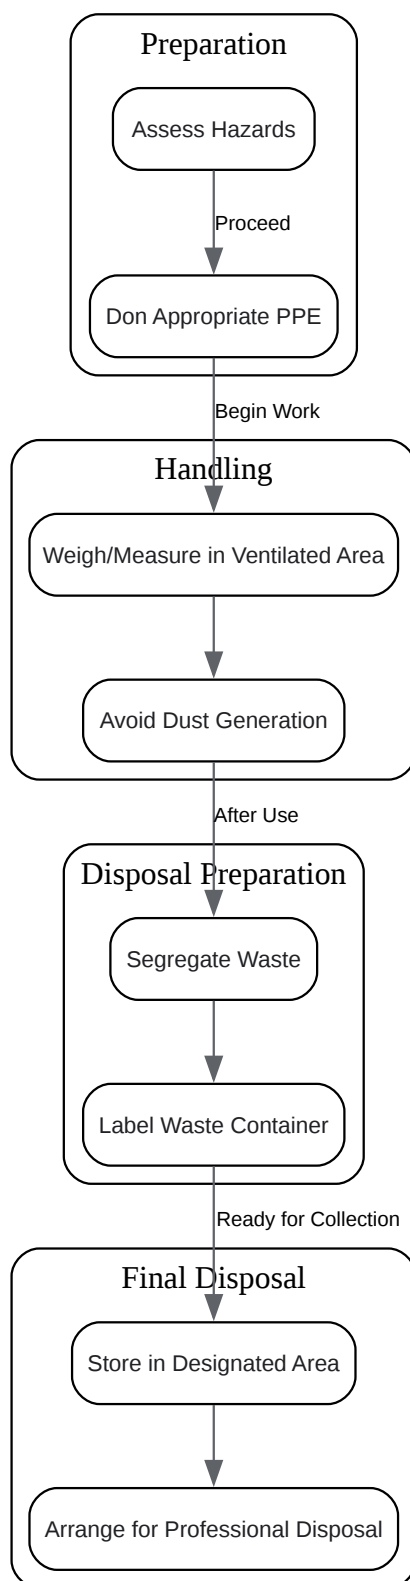 Preparation
Assess Hazards
Proceed
Don Appropriate PPE
Begin Work
Handling
Weigh/Measure in Ventilated Area
Avoid Dust Generation
After Use
Disposal Preparation
Segregate Waste
Label Waste Container
Ready for Collection
Final Disposal
Store in Designated Area
Arrange for Professional Disposal